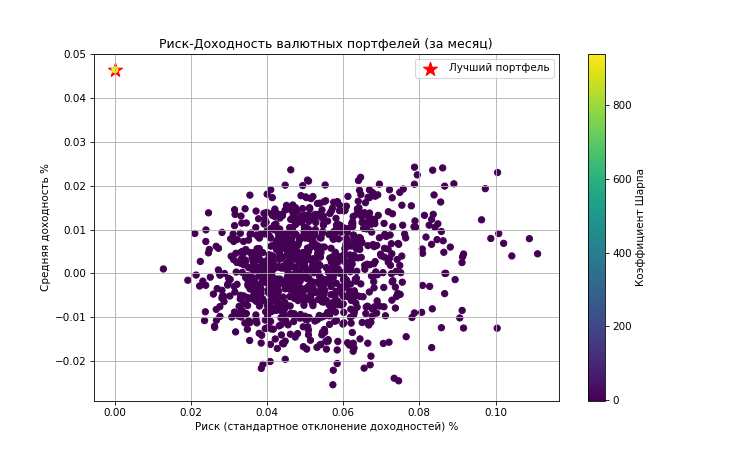 Риск-Доходность валютных портфелей (за месяц)
Лучший портфель
Средняя доходность %
0.05
0.04
0.03
0.02
0.01
0.00
−0.01
−0.02
0.00 0.02 0.04 0.06 0.08 0.10
Риск (стандартное отклонение доходностей) %
800
600
400
200
0
Коэффициент Шарпа